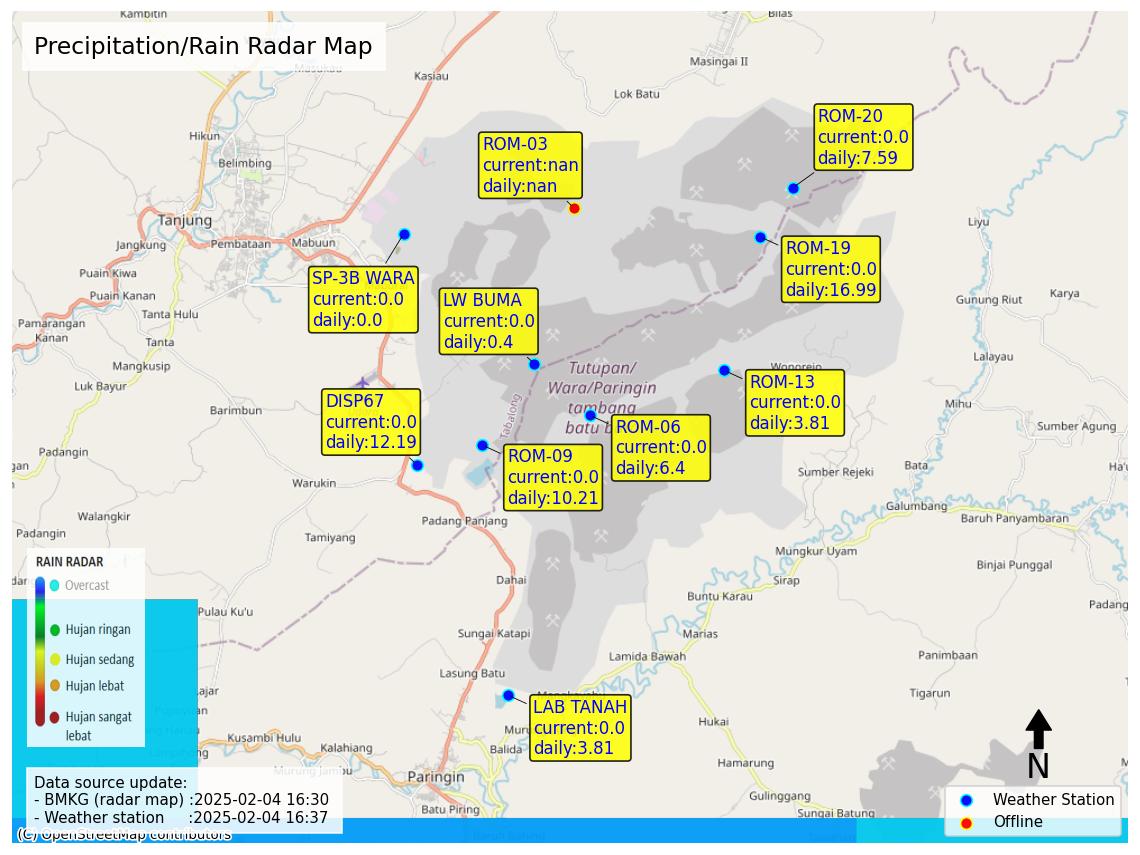 Kambitin
Bilas
Precipitation/Rain Radar Map
Masukau
Kasiau
Masingai II
Lok Batu
ROM-20
current:0.0
daily:7.59
Hikun
ROM-03
current:nan
daily:nan
Belimbing
Tanjung
Liyu
Jangkung
Pembataan
Mabuun
ROM-19
current:0.0
daily:16.99
Puain Kiwa
SP-3B WARA
current:0.0
daily:0.0
Puain Kanan
LW BUMA
current:0.0
daily:0.4
Gunung Riut
Karya
Tanta Hulu
Pamarangan
Kanan
Tanta
Lalayau
Mangkusip
Tutupan/
Wara/Paringin
tambang
batu b
Wonorejo
ROM-13
current:0.0
daily:3.81
Luk Bayur
Barimbun
DISP67
current:0.0
daily:12.19
Tabalong
Mihu
ROM-06
current:0.0
daily:6.4
Sumber Agung
Padangin
ROM-09
current:0.0
daily:10.21
gan
Bata
Kumap
Sumber Rejeki
Warukin
Galumbang
Baruh Panyambaran
Walangkir
Padang Panjang
Padangin
Tamiyang
Mungkur Uyam
Binjai Punggal
RAIN RADAR
Overcast
Hujan ringan
Hujan sedang
Hujan lebat
Hujan sangat
lebat
Dahai
Sirap
Buntu Karau
Padang
Pulau Ku'u
Sungai Katapi
Marias
Lamida Bawah
Panimbaan
Lasung Batu
Tigarun
LAB TANAH
current:0.0
daily:3.81
Hukai
Kusambi Hulu
Kalahiang
Balida
Murung Jambu
Paringin
Hamarung
N
Data source update:
- BMKG (radar map) :2025-02-04 16:30
- Weather station :2025-02-04 16:37
Batu Piring
Gulinggang
Sungai Batung
Weather Station
Offline
(C) OpenStreetMap contributors